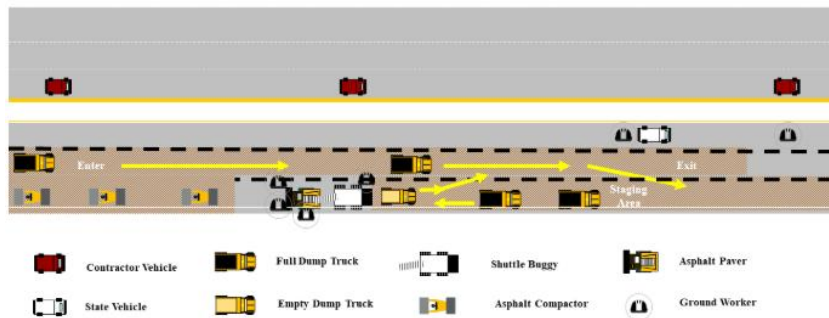 Enter
Exit
Staging
Area
Contractor Vehicle
Full Dump Truck
Shuttle Buggy
Asphalt Paver
State Vehicle
Empty Dump Truck
Asphalt Compactor
Ground Worker